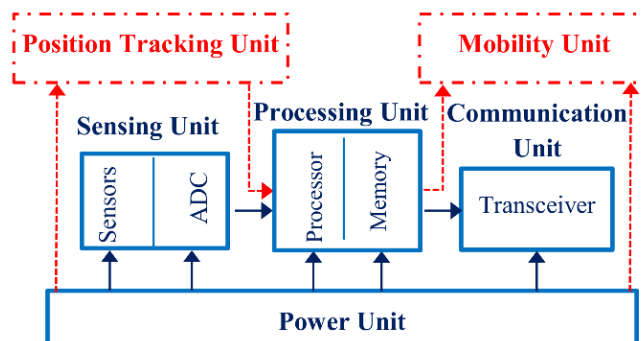 Position Tracking Unit
Mobility Unit
Sensing Unit
Processing Unit
Communication
Unit
Sensors
ADC
Processor
Memory
Transceiver
Power Unit